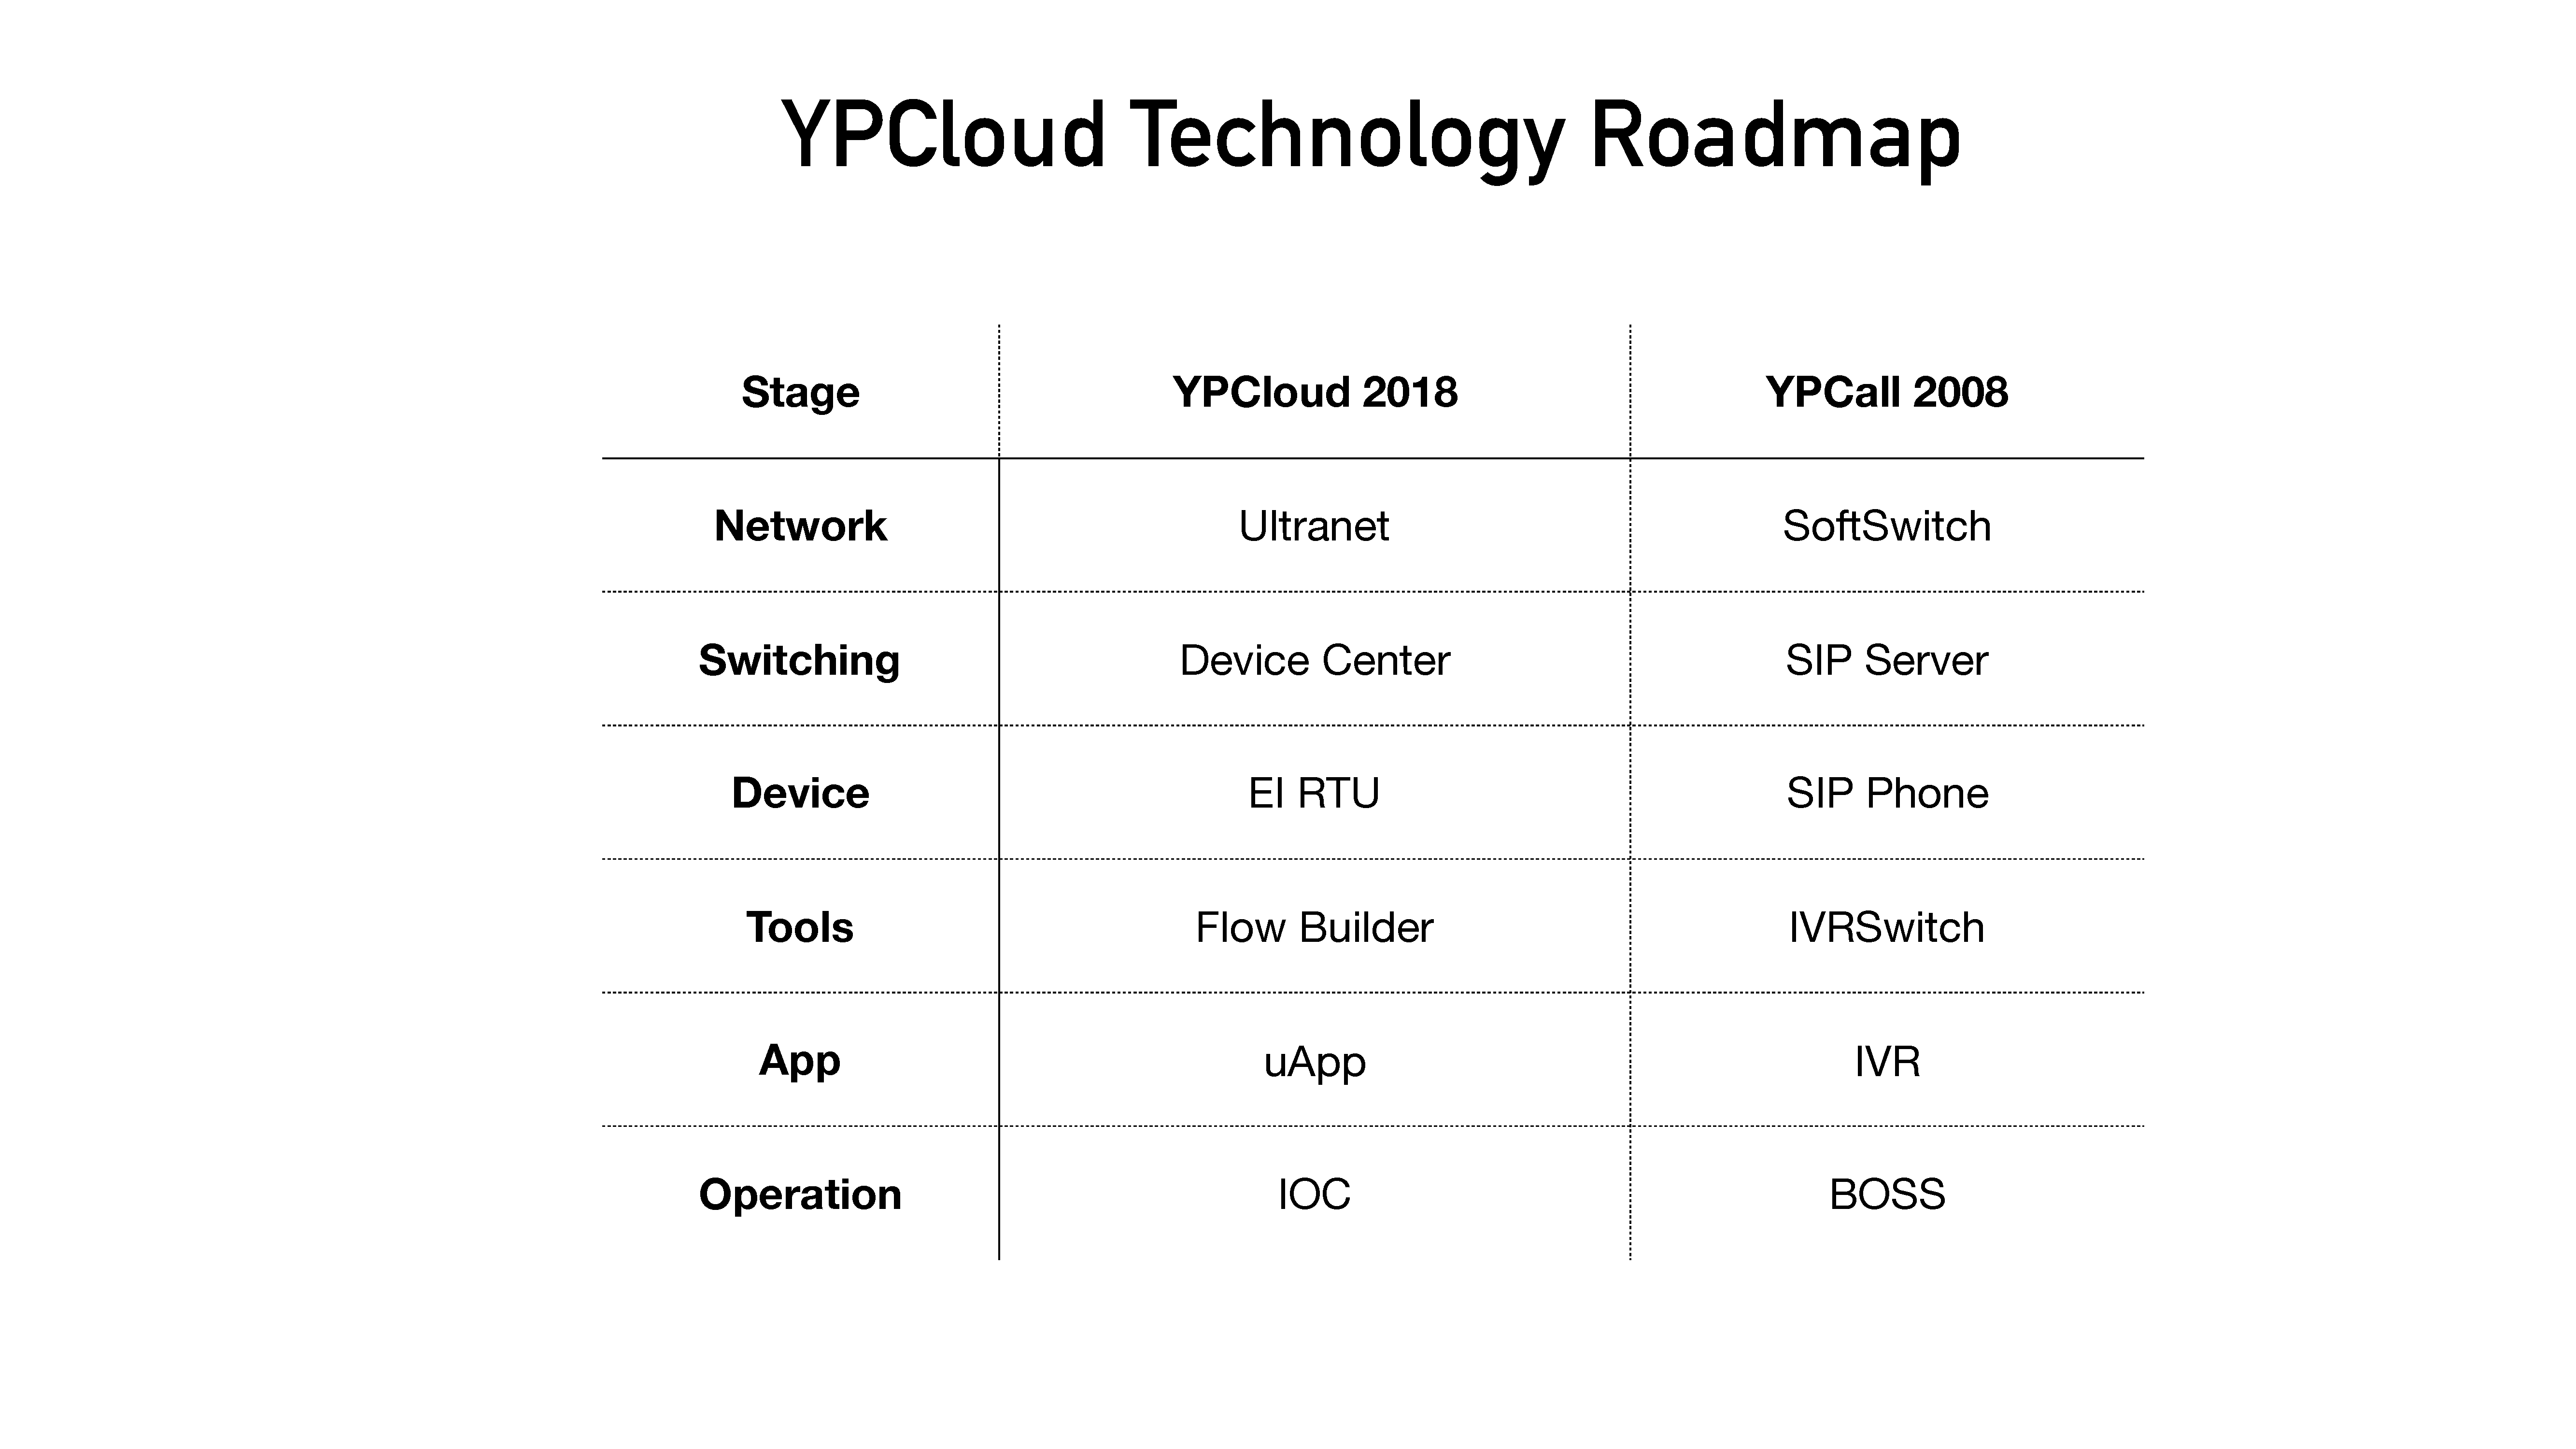 YPCloud Technology Roadmap
Stage YPCloud 2018 YPCall 2008
Network Ultranet SoftSwitch
Switching Device Center SIP Server
Device EI RTU SIP Phone
Tools Flow Builder IVRSwitch
App uApp IVR
Operation IOC BOSS